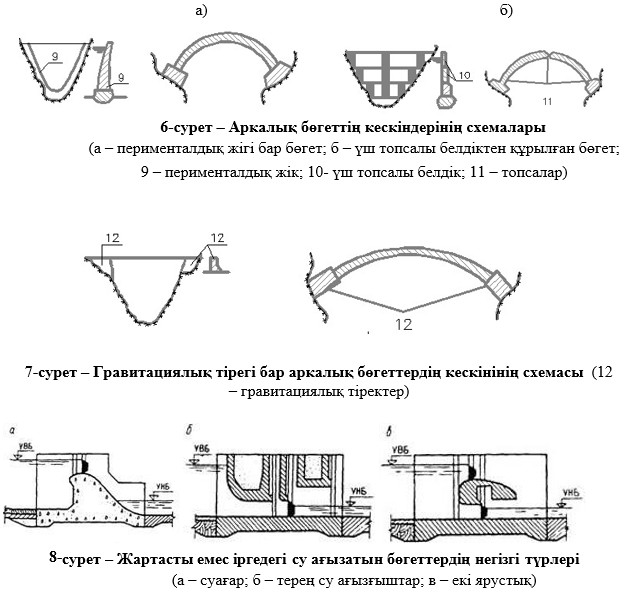 а)
б)
9
9
10
11
6-сурет – Аркалық бөгеттің кескіндерінің схемалары
(а – перименталдық жігі бар бөгет; б – үш топсалы белдіктен құрылған бөгет;
9 – перименталдық жік; 10- үш топсалы белдік; 11 – топсалар)
12
12
12
7-сурет – Гравитациялық тірегі бар аркалық бөгеттердің кескінінің схемасы (12
– гравитациялық тіректер)
а
б
в
УВБ
УНБ
УВБ
УНБ
УВБ
УНБ
8-сурет – Жартасты емес іргедегі су ағызатын бөгеттердің негізгі түрлері
(а – суағар; б – терең су ағызғыштар; в – екі ярустық)